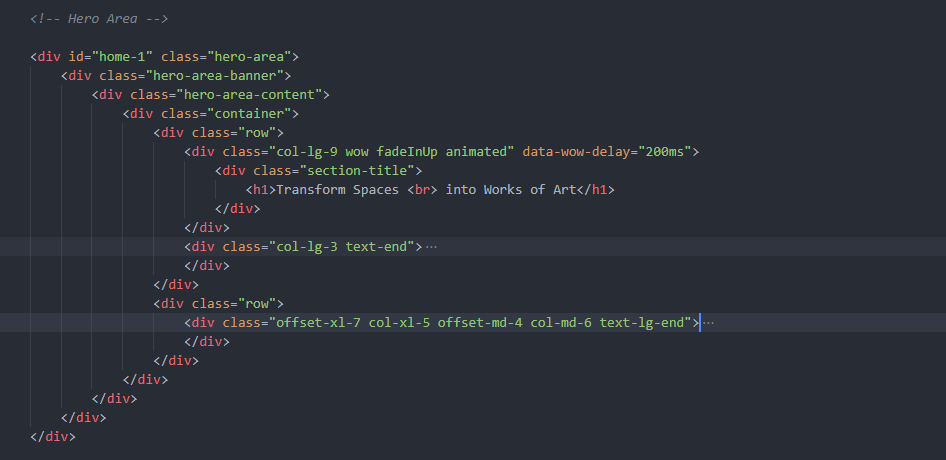 <!-- Hero Area -->
<div id="home-1" class="hero-area">
<div class="hero-area-banner">
<div class="hero-area-content">
<div class="container">
<div class="row">
<div class="col-lg-9 wow fadeInUp animated" data-wow-delay="200ms">
<div class="section-title">
<h1>Transform Spaces <br> into Works of Art</h1>
</div>
</div>
<div class="col-lg-3 text-end">···
</div>
</div>
<div class="row">
<div class="offset-xl-7 col-xl-5 offset-md-4 col-md-6 text-lg-end">···
</div>
</div>
</div>
</div>
</div>
</div>